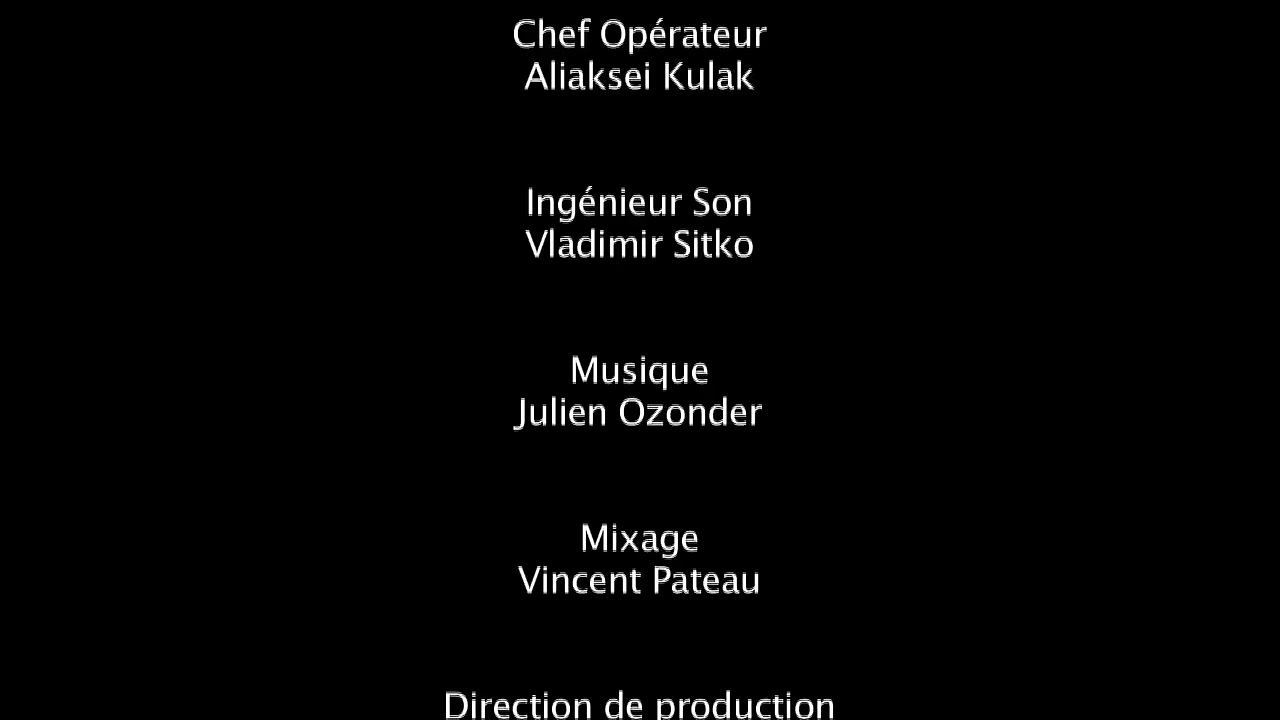 Chef Opérateur
Aliaksei Kulak
Ingénieur Son
Vladimir Sitko
Musique
Julien Ozonder
Mixage
Vincent Pateau
Direction de production